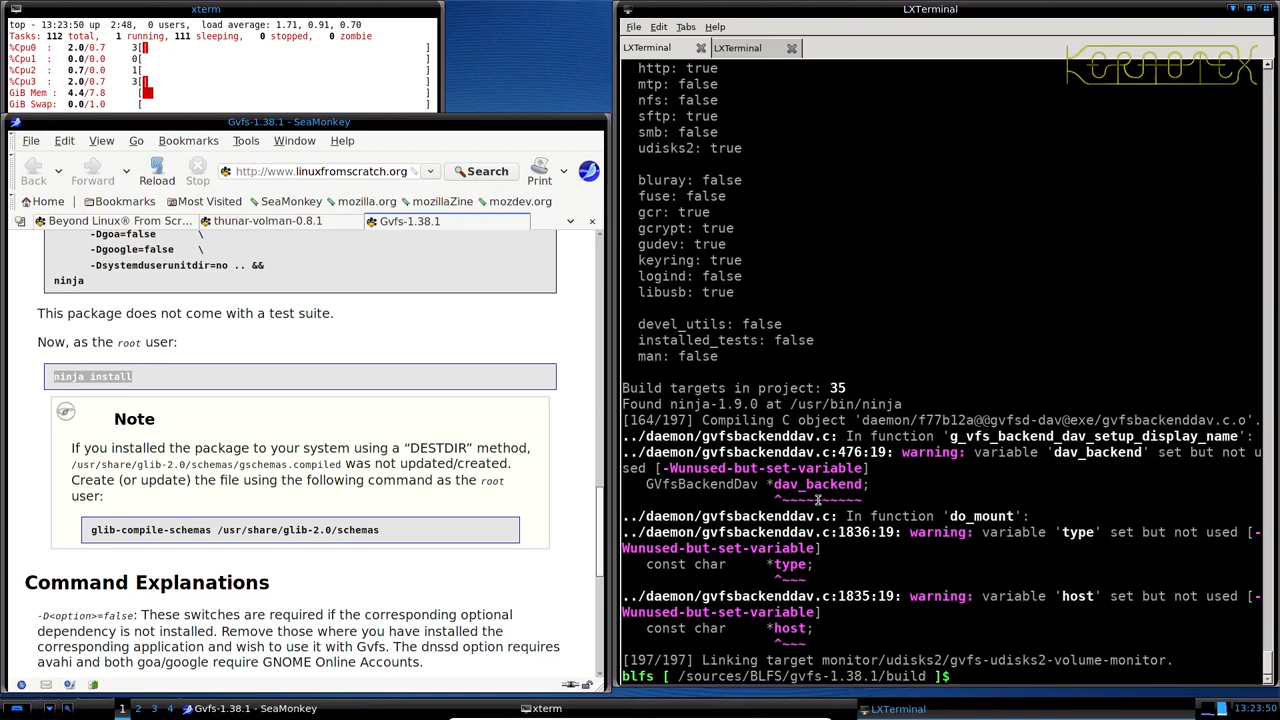 xterm
top - 13:23:50 up  2:48,  0 users,  load average: 1.71, 0.91, 0.70
Tasks: 112 total,   1 running, 111 sleeping,   0 stopped,   0 zombie
%Cpu0  :   2.0/0.7     3[|                                        ]
%Cpu1  :   0.0/0.0     0[                                         ]
%Cpu2  :   0.7/0.0     1[                                         ]
%Cpu3  :   2.0/0.7     3[|                                        ]
GiB Mem :  4.4/7.8      [                                         ]
GiB Swap:  0.0/1.0      [                                         ]
Gvfs-1.38.1 - SeaMonkey
File Edit View Go Bookmarks Tools Window Help
Back Forward Reload Stop http://www.linuxfromscratch.org Search Print
Home Bookmarks Most Visited SeaMonkey mozilla.org mozillaZine mozdev.org
Beyond Linux® From Scr... thunar-volman-0.8.1 Gvfs-1.38.1
-Dgoa=false \
-Dgoogle=false \
-Dsystemduserunitdir=no .. &&
ninja
This package does not come with a test suite.
Now, as the root user:
ninja install
Note
If you installed the package to your system using a “DESTDIR” method,
/usr/share/glib-2.0/schemas/gschemas.compiled was not updated/created.
Create (or update) the file using the following command as the root
user:
glib-compile-schemas /usr/share/glib-2.0/schemas
Command Explanations
-D<option>=false: These switches are required if the corresponding optional
dependency is not installed. Remove those where you have installed the
corresponding application and wish to use it with Gvfs. The dnssd option requires
avahi and both goa/google require GNOME Online Accounts.
LXTerminal
File Edit Tabs Help
LXTerminal LXTerminal
KERNOTEX
http: true
mtp: false
nfs: false
sftp: true
smb: false
udisks2: true
bluray: false
fuse: false
gcr: true
gcrypt: true
gudev: true
keyring: true
logind: false
libusb: true
devel_utils: false
installed_tests: false
man: false
Build targets in project: 35
Found ninja-1.9.0 at /usr/bin/ninja
[164/197] Compiling C object 'daemon/f77b12a@@gvfsd-dav@exe/gvfsbackenddav.c.o'.
../daemon/gvfsbackenddav.c: In function 'g_vfs_backend_dav_setup_display_name':
../daemon/gvfsbackenddav.c:476:19: warning: variable 'dav_backend' set but not u
sed [-Wunused-but-set-variable]
GVfsBackendDav *dav_backend;
^~~~~~~~~~~
../daemon/gvfsbackenddav.c: In function 'do_mount':
../daemon/gvfsbackenddav.c:1836:19: warning: variable 'type' set but not used [-
Wunused-but-set-variable]
const char     *type;
^~~~
../daemon/gvfsbackenddav.c:1835:19: warning: variable 'host' set but not used [-
Wunused-but-set-variable]
const char     *host;
^~~~
[197/197] Linking target monitor/udisks2/gvfs-udisks2-volume-monitor.
blfs [ /sources/BLFS/gvfs-1.38.1/build ]$
1 2 3 4 Gvfs-1.38.1 - SeaMonkey xterm LXTerminal 13:23:50